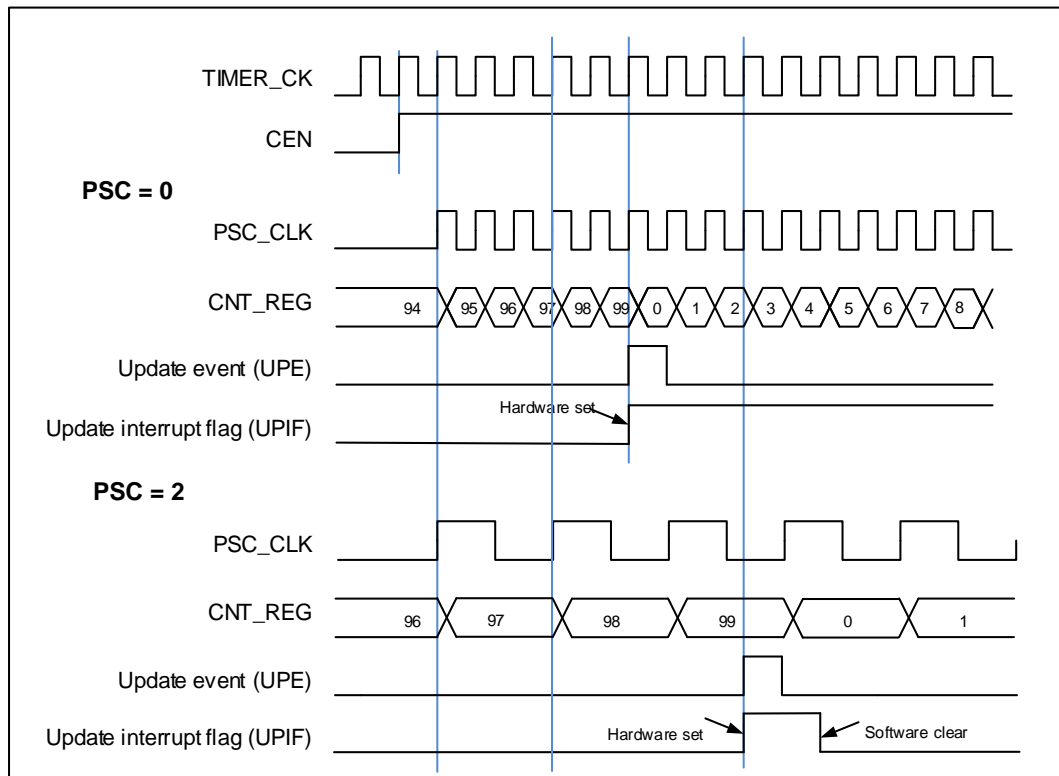 TIMER_CK
CEN
PSC = 0
PSC_CLK
CNT_REG 94 95 96 97 98 99 0 1 2 3 4 5 6 7 8
Update event (UPE)
Hardware set
Update interrupt flag (UPIF)
PSC = 2
PSC_CLK
CNT_REG 96 97 98 99 0 1
Update event (UPE)
Update interrupt flag (UPIF) Hardware set Software clear